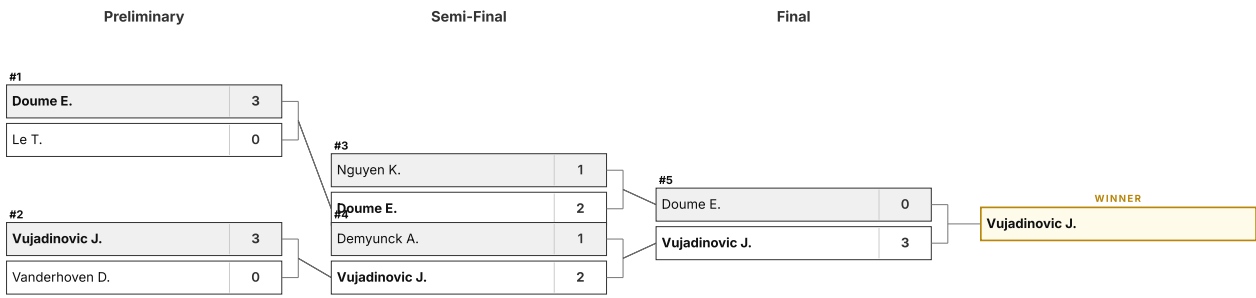 Preliminary
Semi-Final
Final
#1
Doume E. 3
Le T. 0
#2
Vujadinovic J. 3
Vanderhoven D. 0
#3
Nguyen K. 1
Doume E. 2
#4
Demyunck A. 1
Vujadinovic J. 2
#5
Doume E. 0
Vujadinovic J. 3
WINNER
Vujadinovic J.